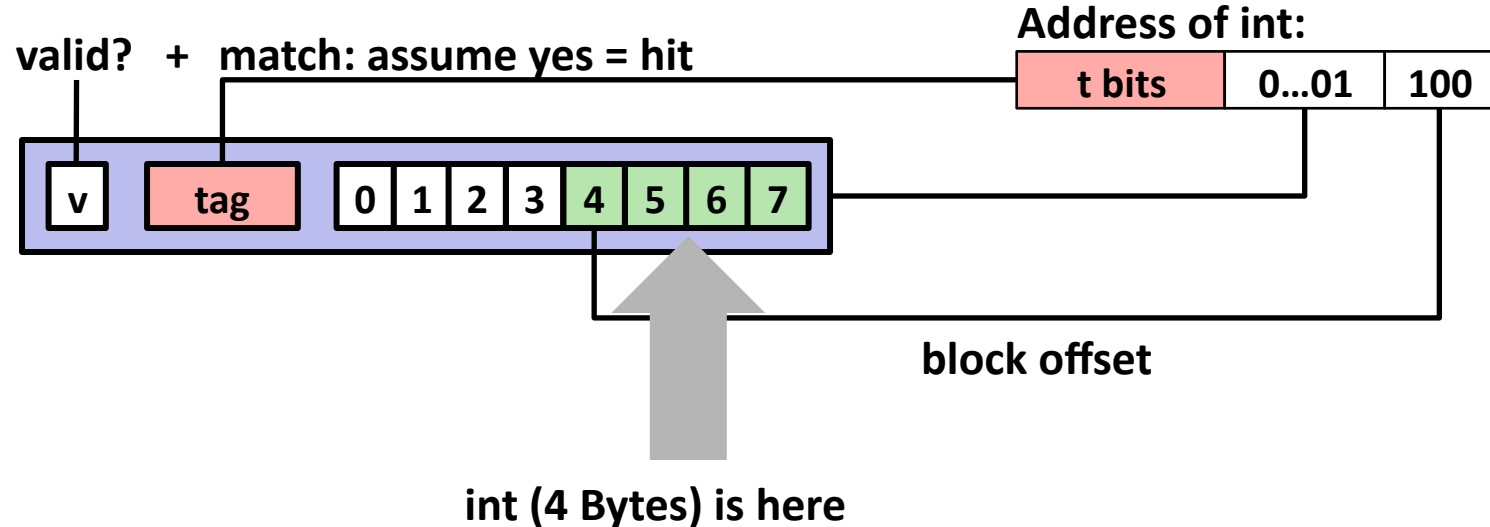 Address of int:
valid? + match: assume yes = hit
t bits 0...01 100
v tag 0 1 2 3 4 5 6 7
block offset
int (4 Bytes) is here